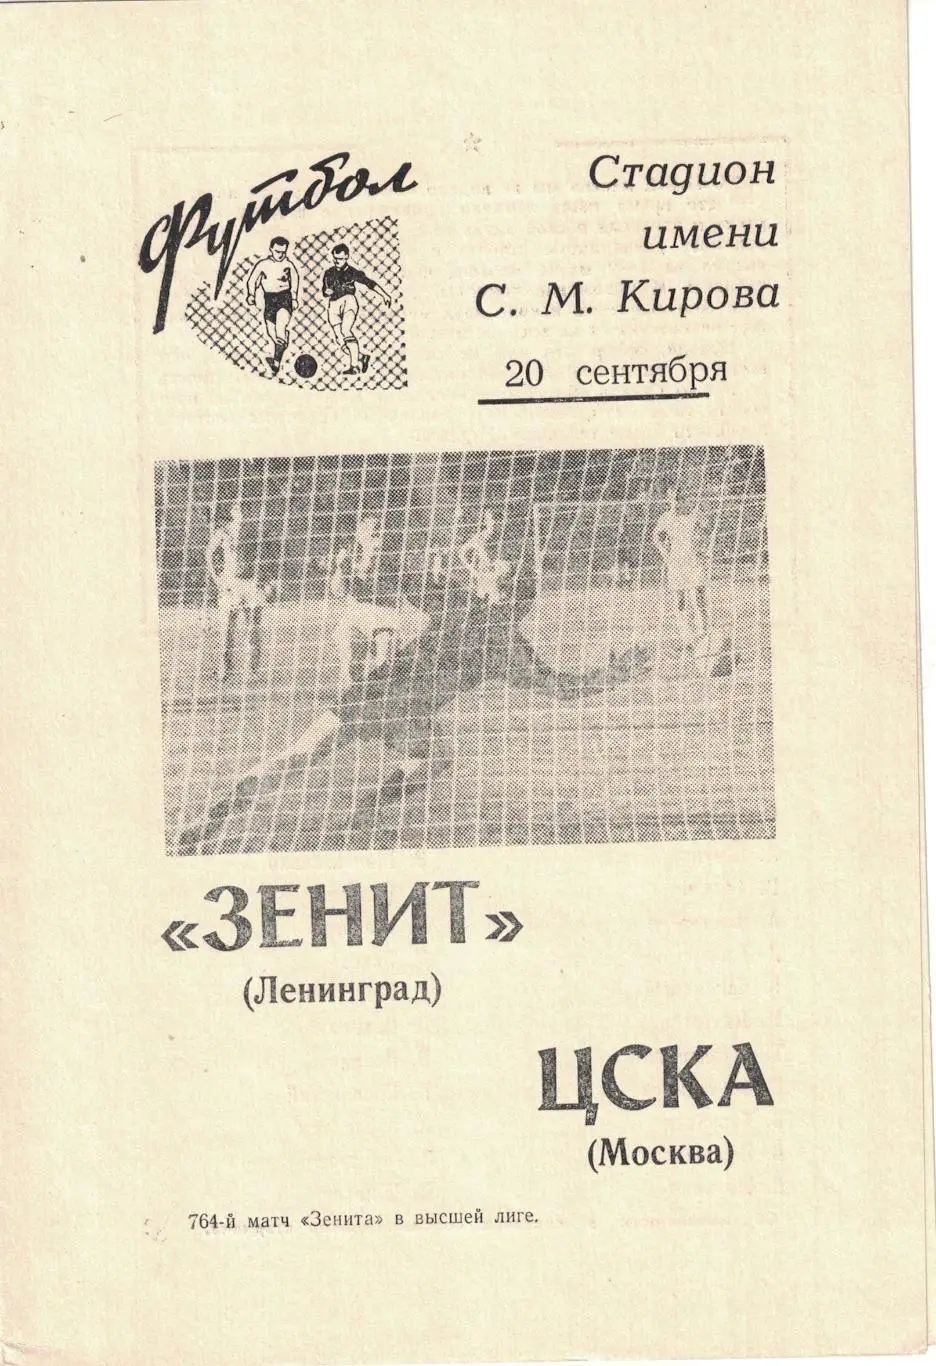 Футбол
Стадион
имени
С. М. Кирова
20 сентября
«ЗЕНИТ»
(Ленинград)
ЦСКА
(Москва)
764-й матч «Зенита» в высшей лиге.